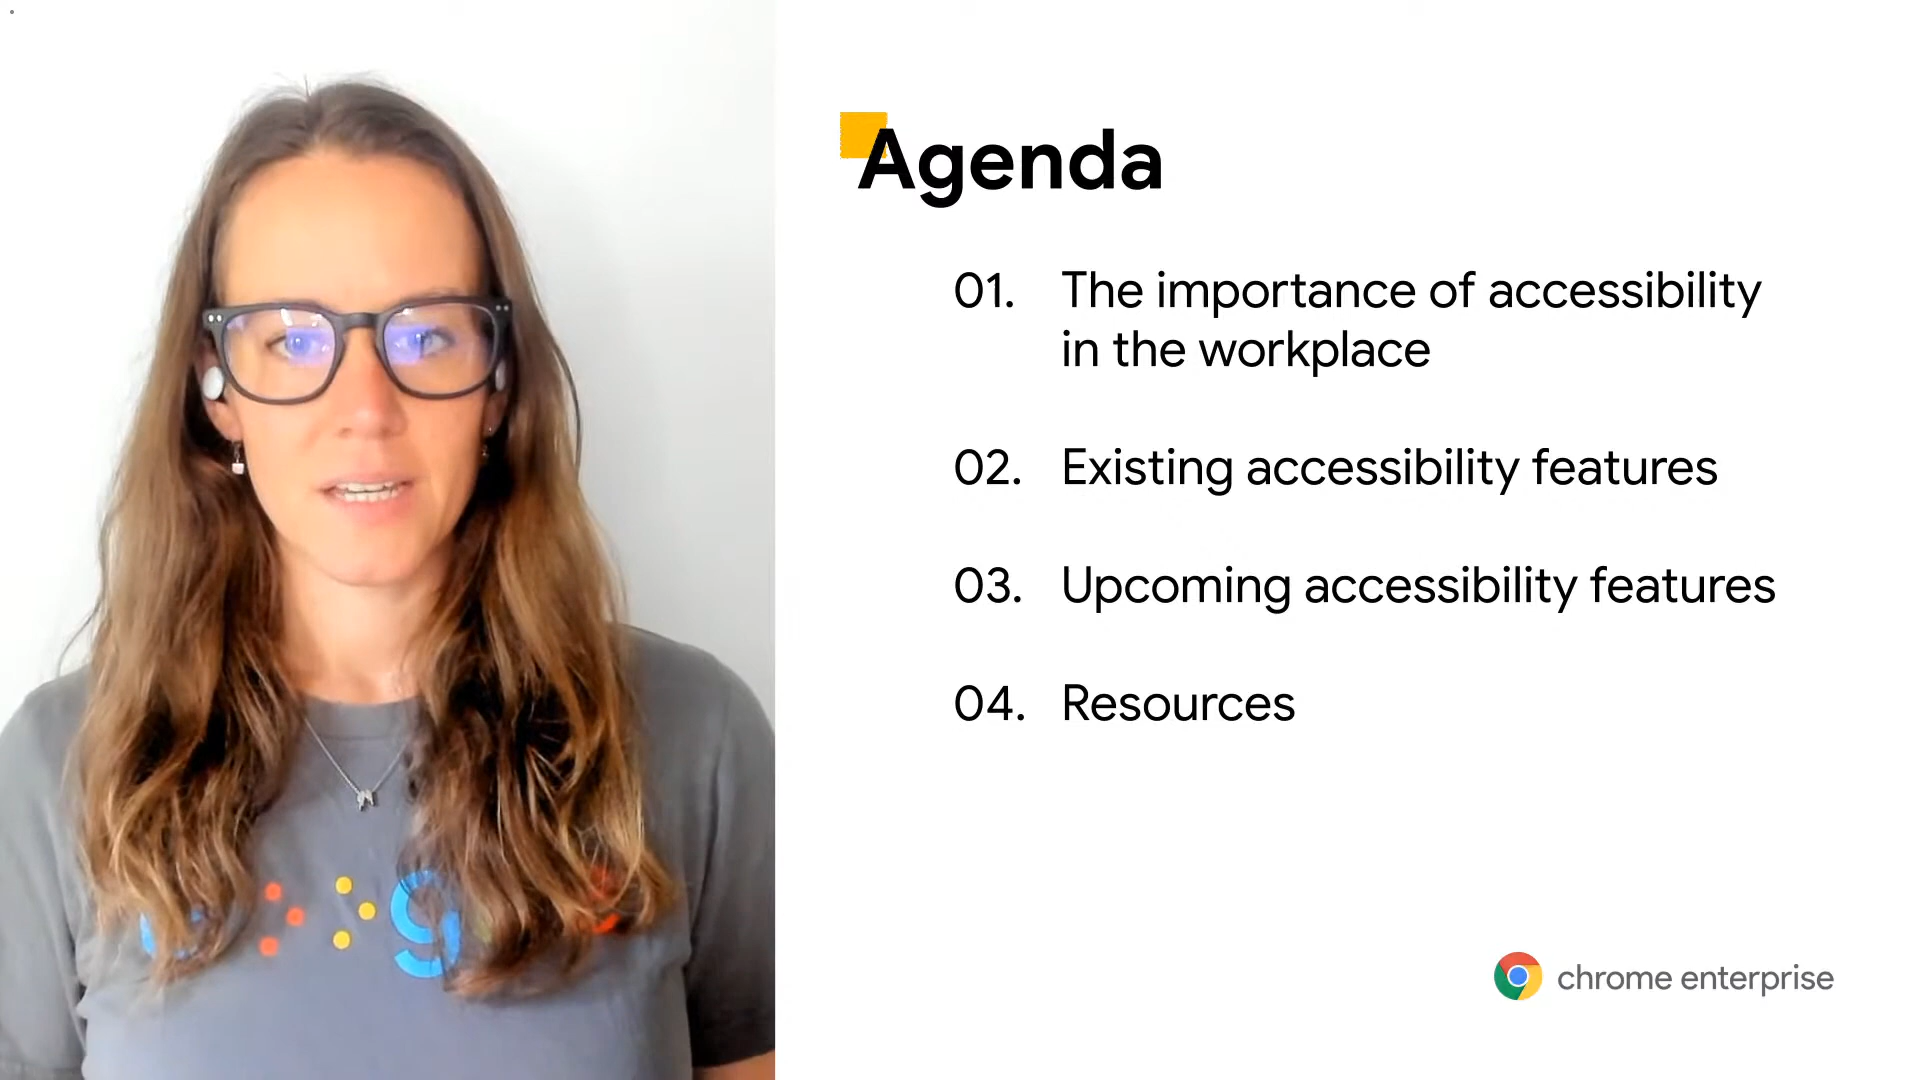 Agenda
01. The importance of accessibility
in the workplace
02. Existing accessibility features
03. Upcoming accessibility features
04. Resources
chrome enterprise